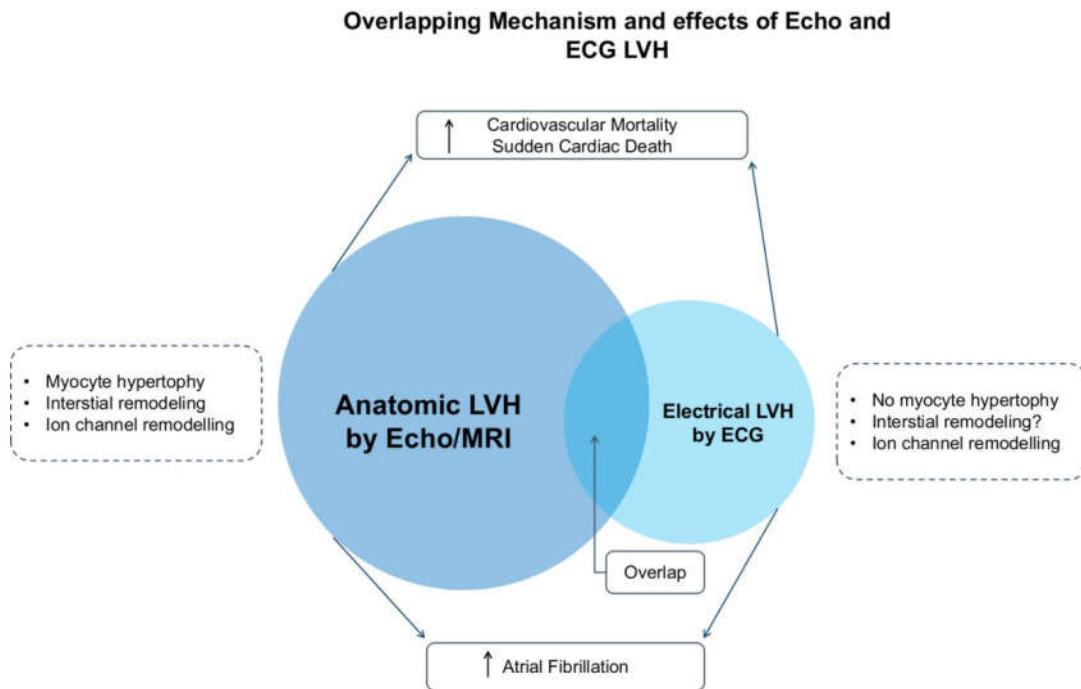 Overlapping Mechanism and effects of Echo and
ECG LVH
↑ Cardiovascular Mortality
Sudden Cardiac Death
• Myocyte hypertophy
• Interstial remodeling
• Ion channel remodelling
Anatomic LVH
by Echo/MRI
Electrical LVH
by ECG
• No myocyte hypertophy
• Interstial remodeling?
• Ion channel remodelling
Overlap
↑ Atrial Fibrillation